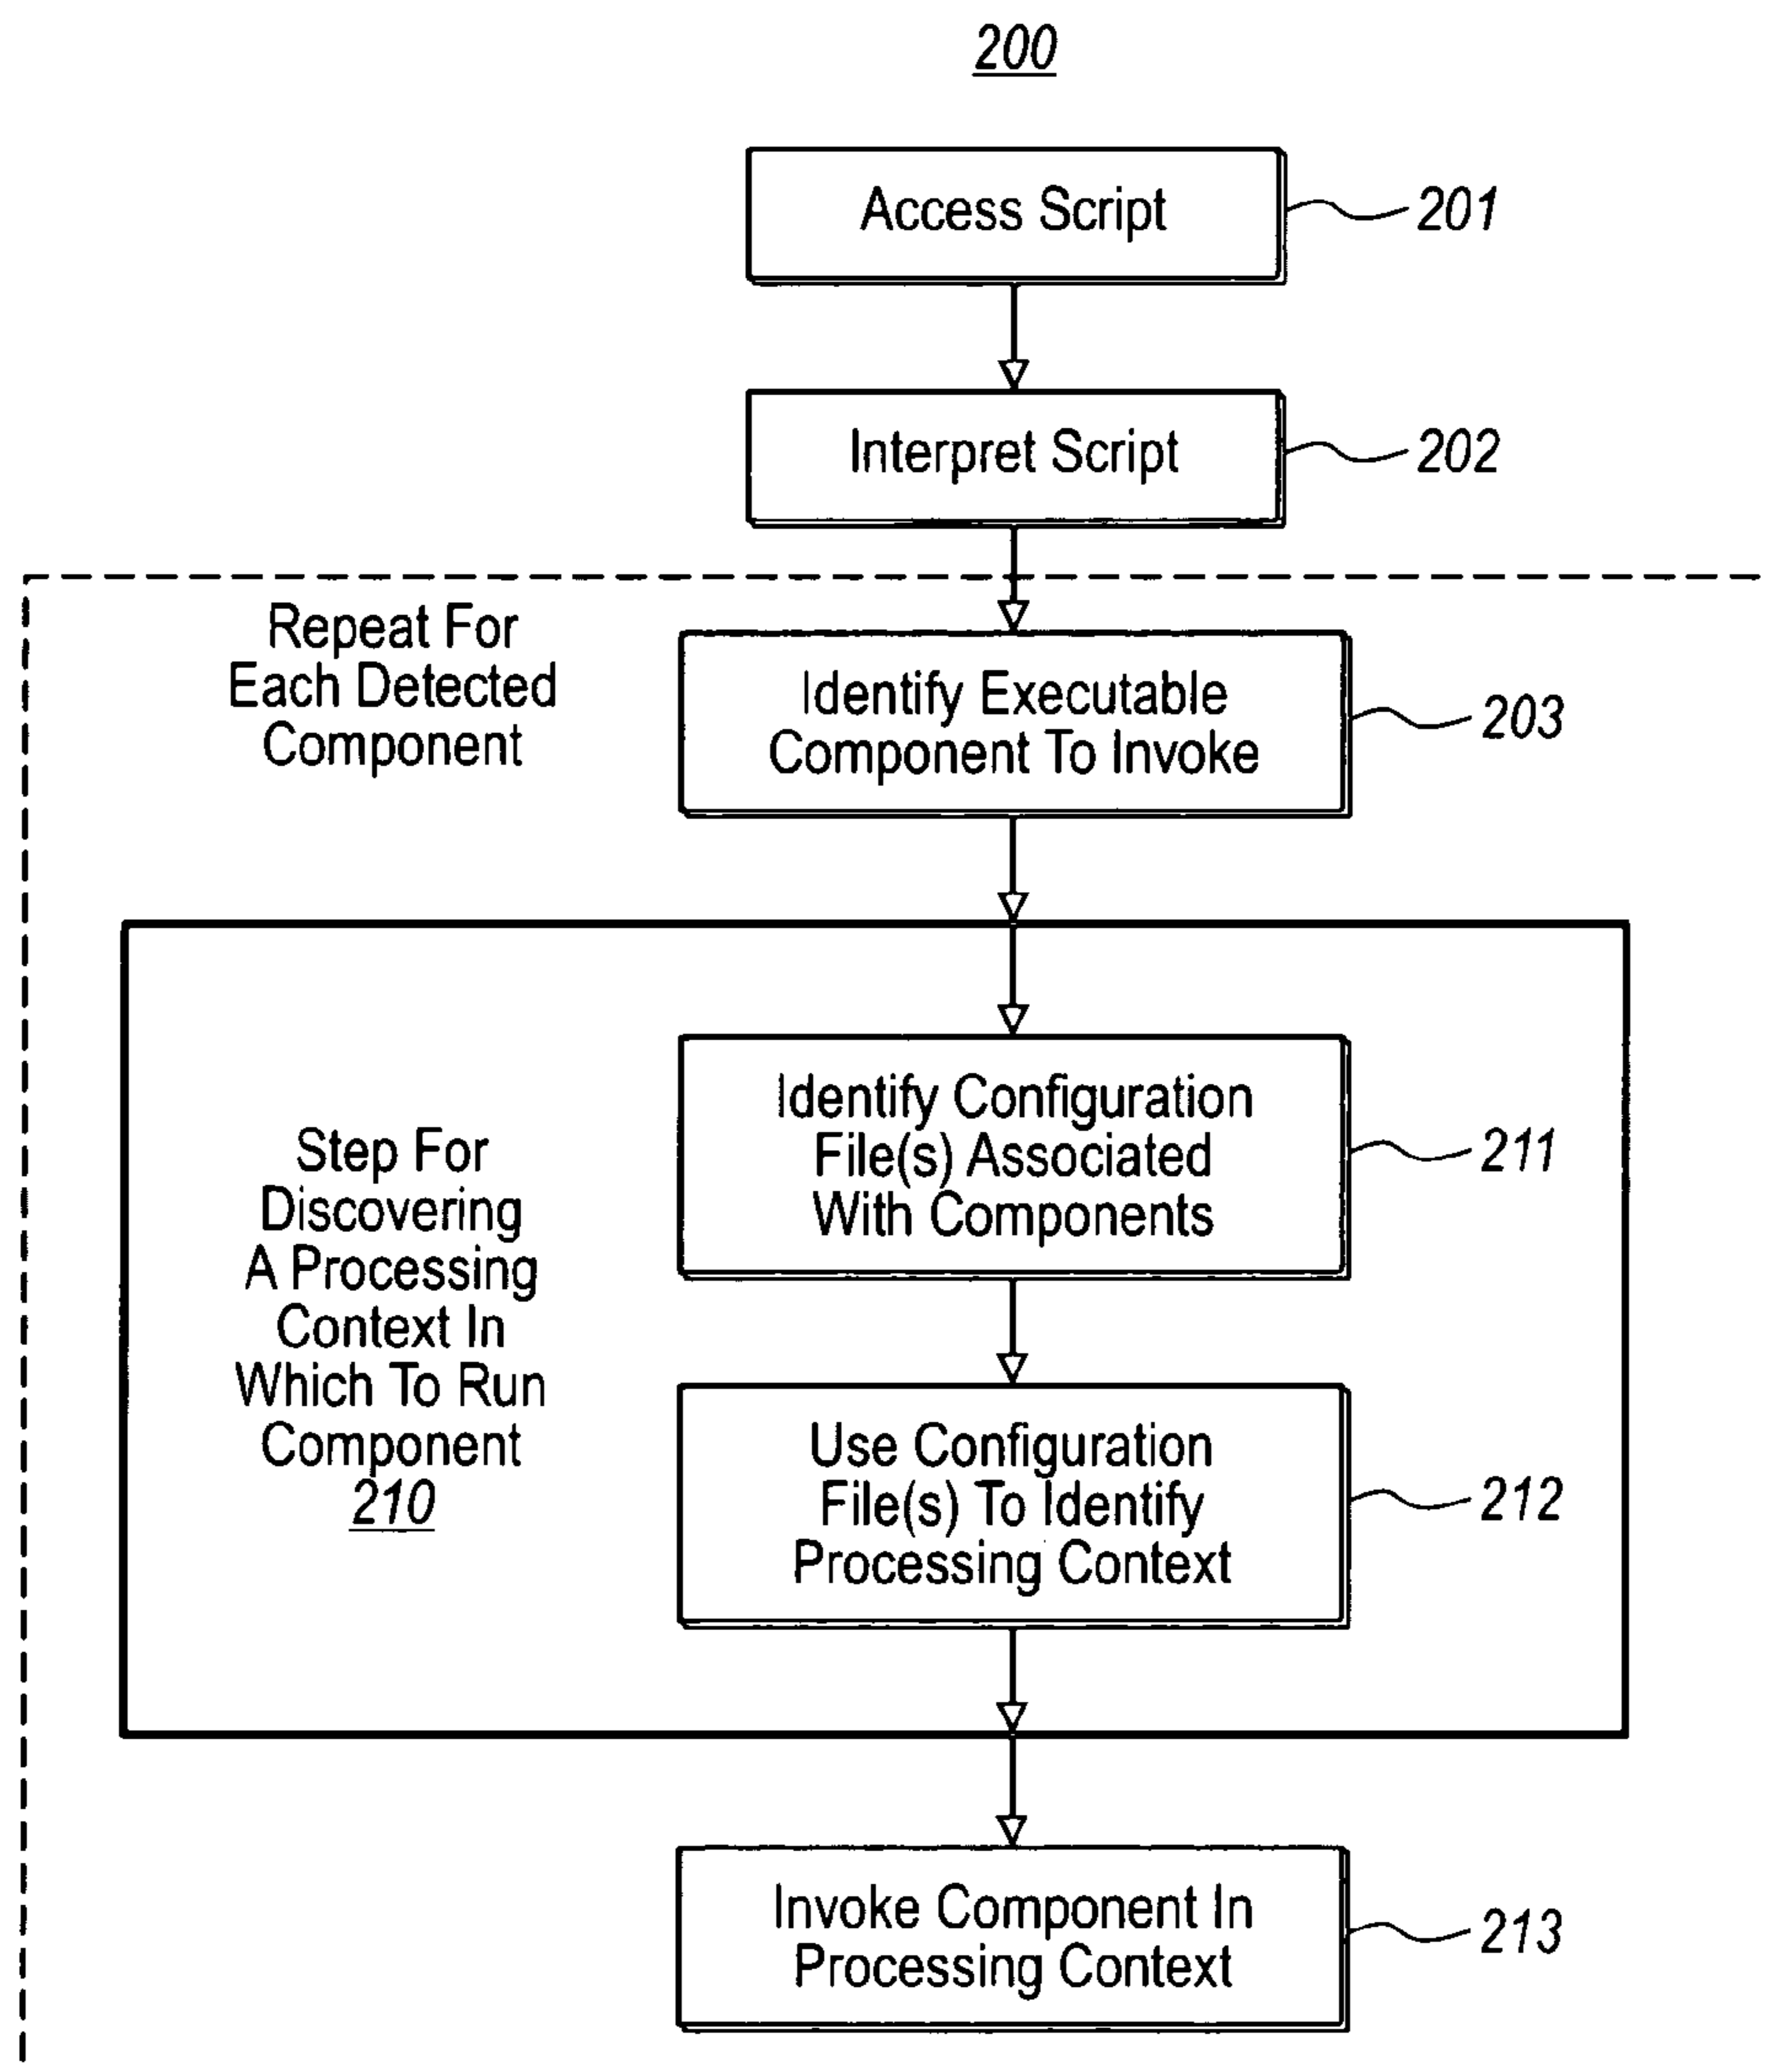 200
Access Script
201
Interpret Script
202
Repeat For
Each Detected
Component
Identify Executable
Component To Invoke
203
Step For
Discovering
A Processing
Context In
Which To Run
Component
210
Identify Configuration
File(s) Associated
With Components
211
Use Configuration
File(s) To Identify
Processing Context
212
Invoke Component In
Processing Context
213